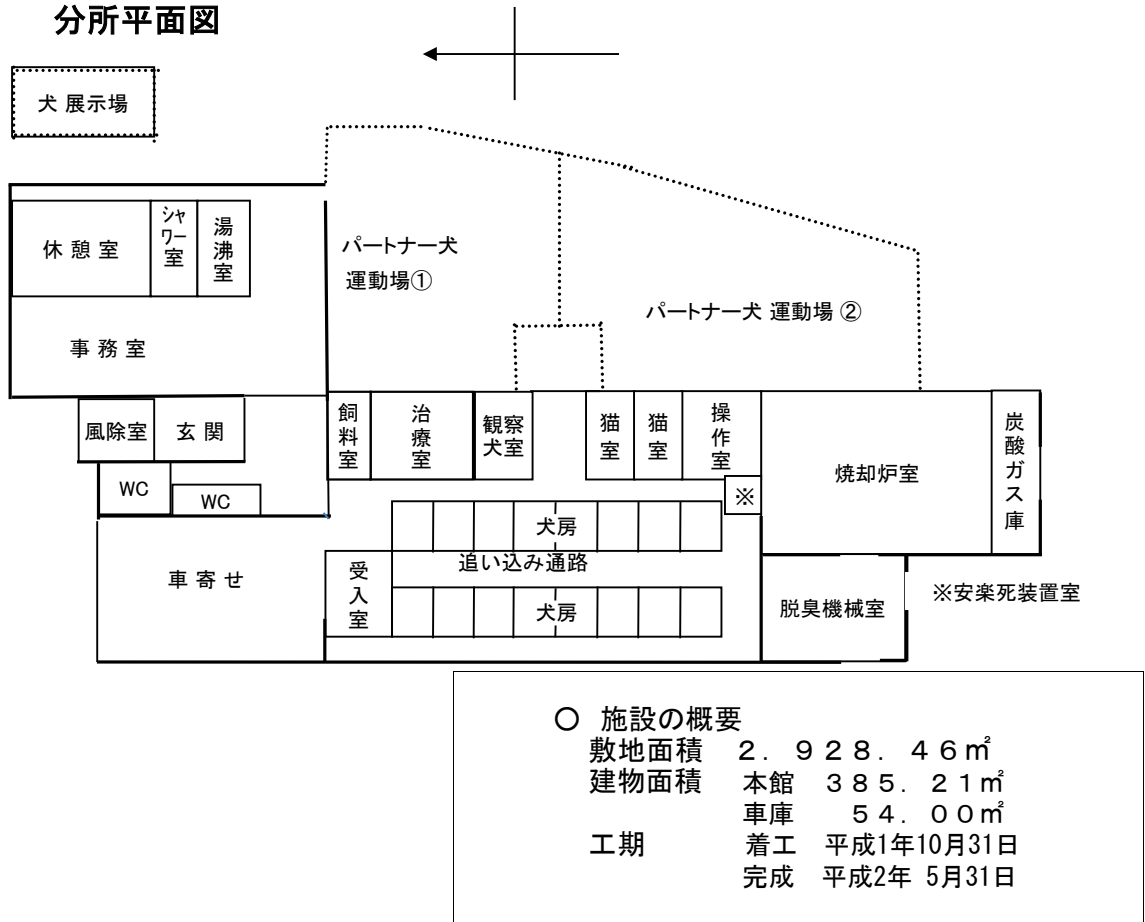 分所平面図
犬 展示場
休 憩 室
シャワー室
湯沸室
事 務 室
パートナー犬
運動場①
パートナー犬 運動場 ②
風除室
玄 関
WC
WC
飼料室
治療室
観察
犬室
猫室
猫室
操作室
※
焼却炉室
炭酸ガス庫
車 寄 せ
受入室
犬房
追い込み通路
犬房
脱臭機械室
※安楽死装置室
○ 施設の概要
敷地面積 ２．９２８．４６㎡
建物面積 本館 ３８５．２１㎡
車庫 ５４．００㎡
工期 着工 平成1年10月31日
完成 平成2年 5月31日